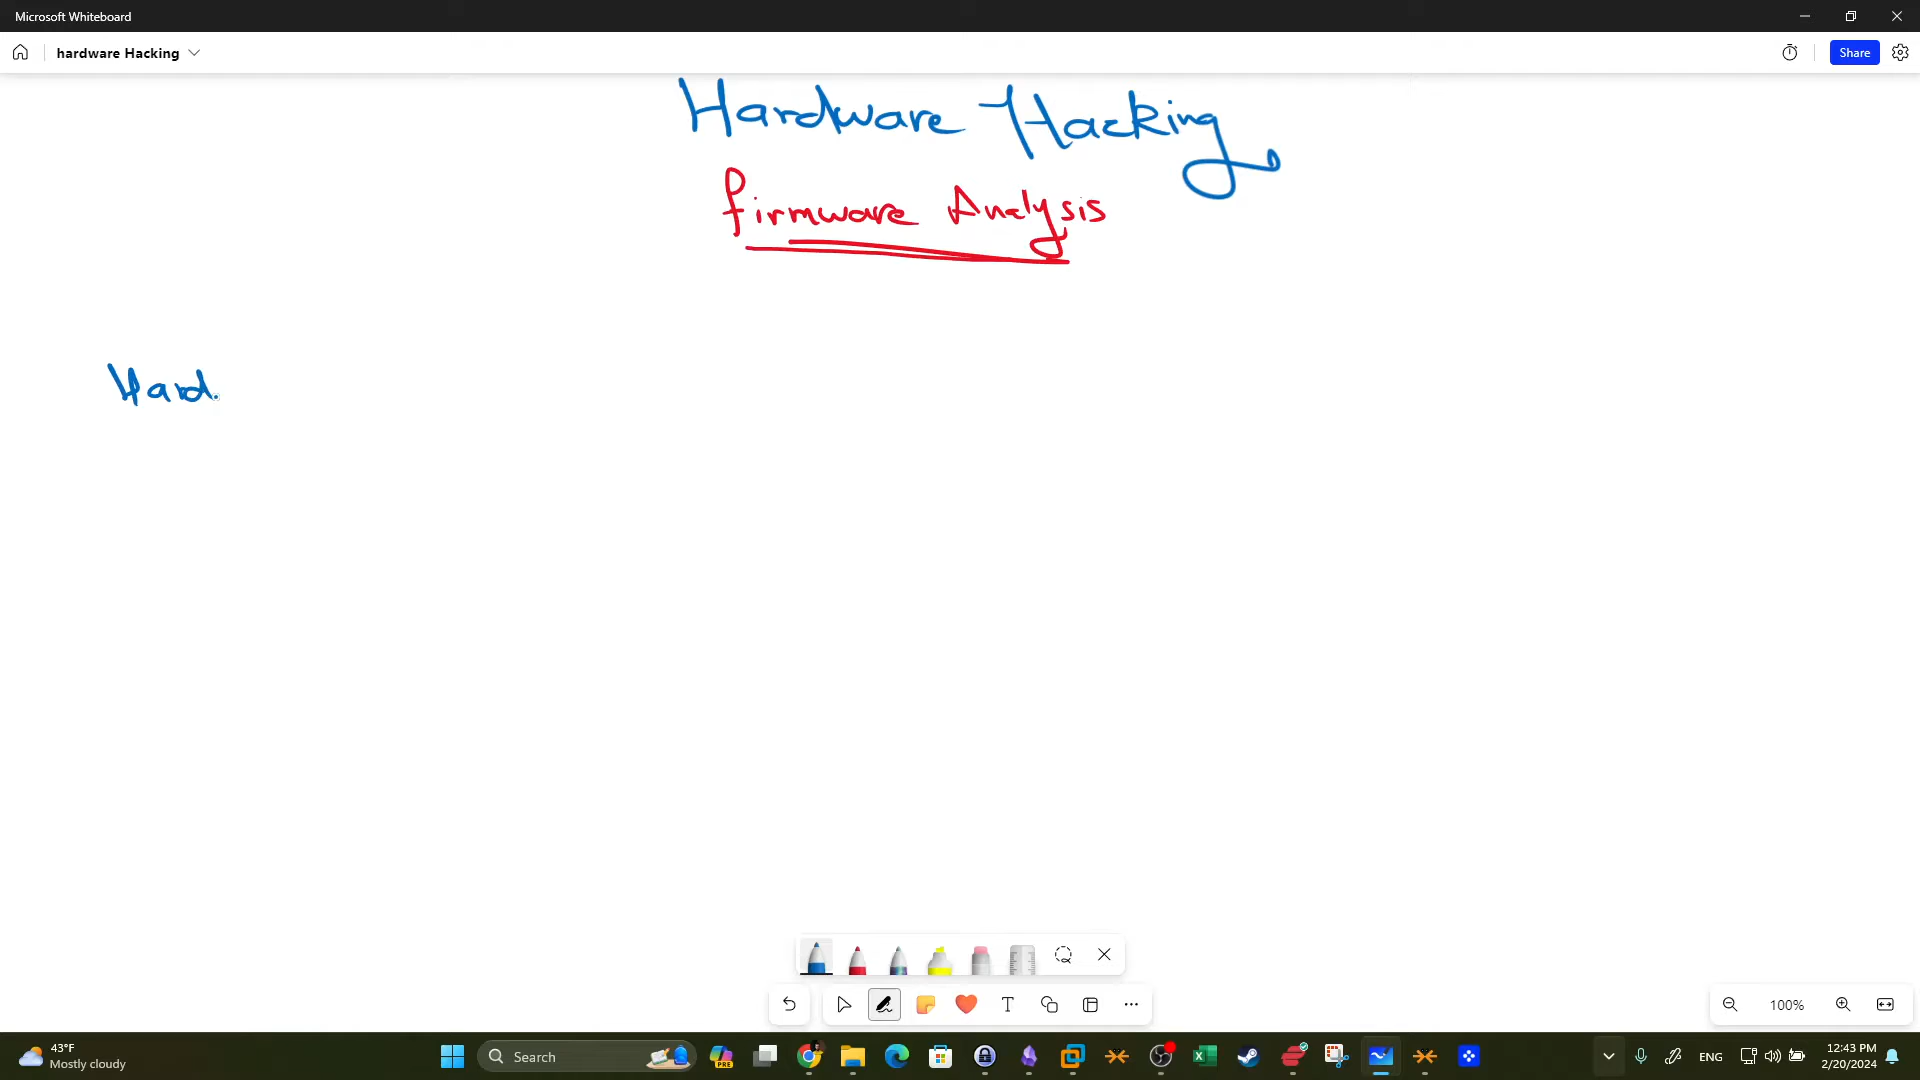 Microsoft Whiteboard
hardware Hacking
Share
Hardware Hacking
firmware Analysis
Hard
100%
43°F
Mostly cloudy
Search
PRE
ENG
12:43 PM
2/20/2024